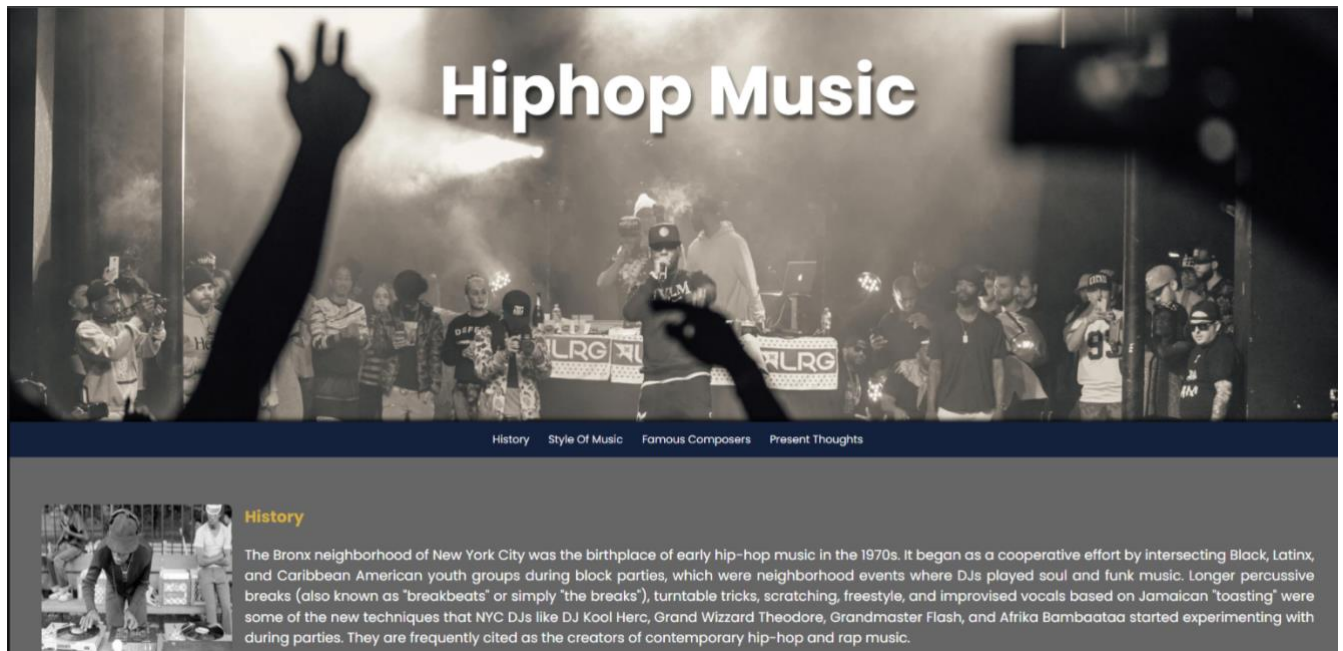 Hiphop Music
DEFE
LRG
LRG
VLM
93
History Style Of Music Famous Composers Present Thoughts
History
The Bronx neighborhood of New York City was the birthplace of early hip-hop music in the 1970s. It began as a cooperative effort by intersecting Black, Latinx,
and Caribbean American youth groups during block parties, which were neighborhood events where DJs played soul and funk music. Longer percussive
breaks (also known as "breakbeats" or simply "the breaks"), turntable tricks, scratching, freestyle, and improvised vocals based on Jamaican "toasting" were
some of the new techniques that NYC DJs like DJ Kool Herc, Grand Wizzard Theodore, Grandmaster Flash, and Afrika Bambaataa started experimenting with
during parties. They are frequently cited as the creators of contemporary hip-hop and rap music.